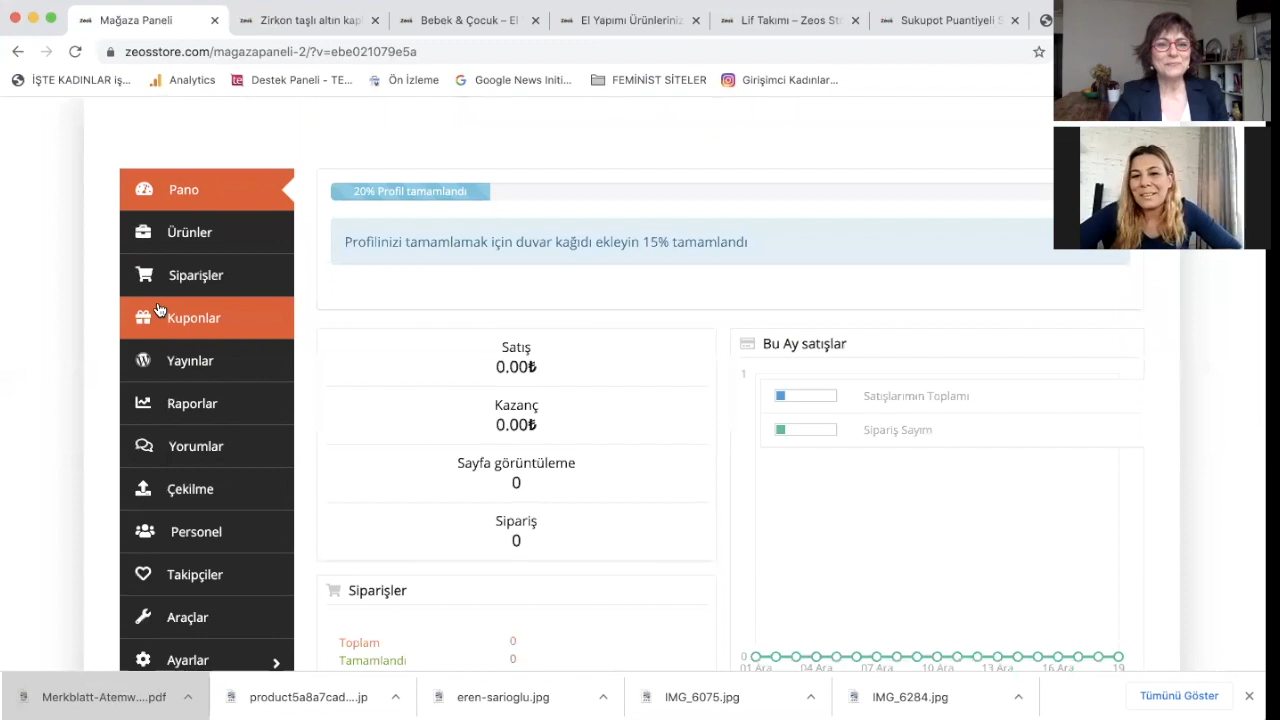 Mağaza Paneli
Zirkon taşlı altın kapl
Bebek & Çocuk – El Y
El Yapımı Ürünleriniz
Lif Takımı – Zeos Str
Sukupot Puantiyeli S
zeosstore.com/magazapaneli-2/?v=ebe021079e5a
İŞTE KADINLAR iş...
Analytics
Destek Paneli - TE...
Ön İzleme
Google News Initi...
FEMİNİST SİTELER
Girişimci Kadınlar...
Pano
Ürünler
Siparişler
Kuponlar
Yayınlar
Raporlar
Yorumlar
Çekilme
Personel
Takipçiler
Araçlar
Ayarlar
20% Profil tamamlandı
Profilinizi tamamlamak için duvar kağıdı ekleyin 15% tamamlandı
Satış
0.00₺
Kazanç
0.00₺
Sayfa görüntüleme
0
Sipariş
0
Siparişler
Toplam 0
Tamamlandı 0
Bu Ay satışlar
1
Satışlarımın Toplamı
Sipariş Sayım
0
01 Ara 04 Ara 07 Ara 10 Ara 13 Ara 16 Ara 19
Merkblatt-Atemw....pdf
product5a8a7cad....jp
eren-sarioglu.jpg
IMG_6075.jpg
IMG_6284.jpg
Tümünü Göster